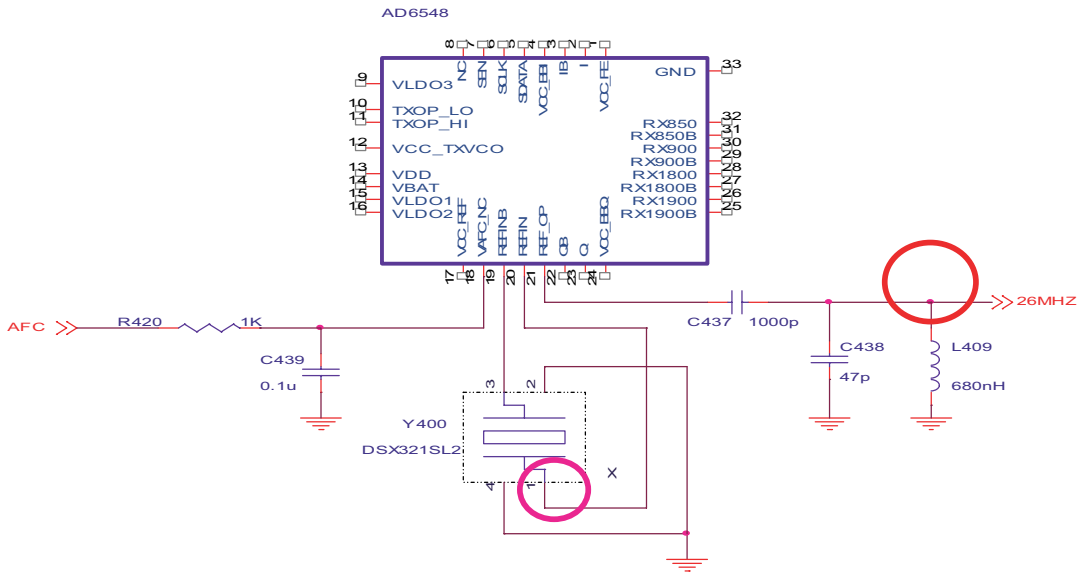 AD6548
8 7 6 5 4 3 2 1
NC SEN SCLK SDATA VCC_BBI IB I VCC_FE
GND 33
9 VLDO3
10 TXOP_LO
11 TXOP_HI
12 VCC_TXVCO
13 VDD
14 VBAT
15 VLDO1
16 VLDO2
RX850 32
RX850B 31
RX900 30
RX900B 29
RX1800 28
RX1800B 27
RX1900 26
RX1900B 25
VCC_REF VAFC_NC REFINB REFIN REF_OP QB Q VCC_BBQ
17 18 19 20 21 22 23 24
AFC
R420
1K
C439
0.1u
C437
1000p
26MHZ
C438
47p
L409
680nH
3
2
Y400
DSX321SL2
X
4
1